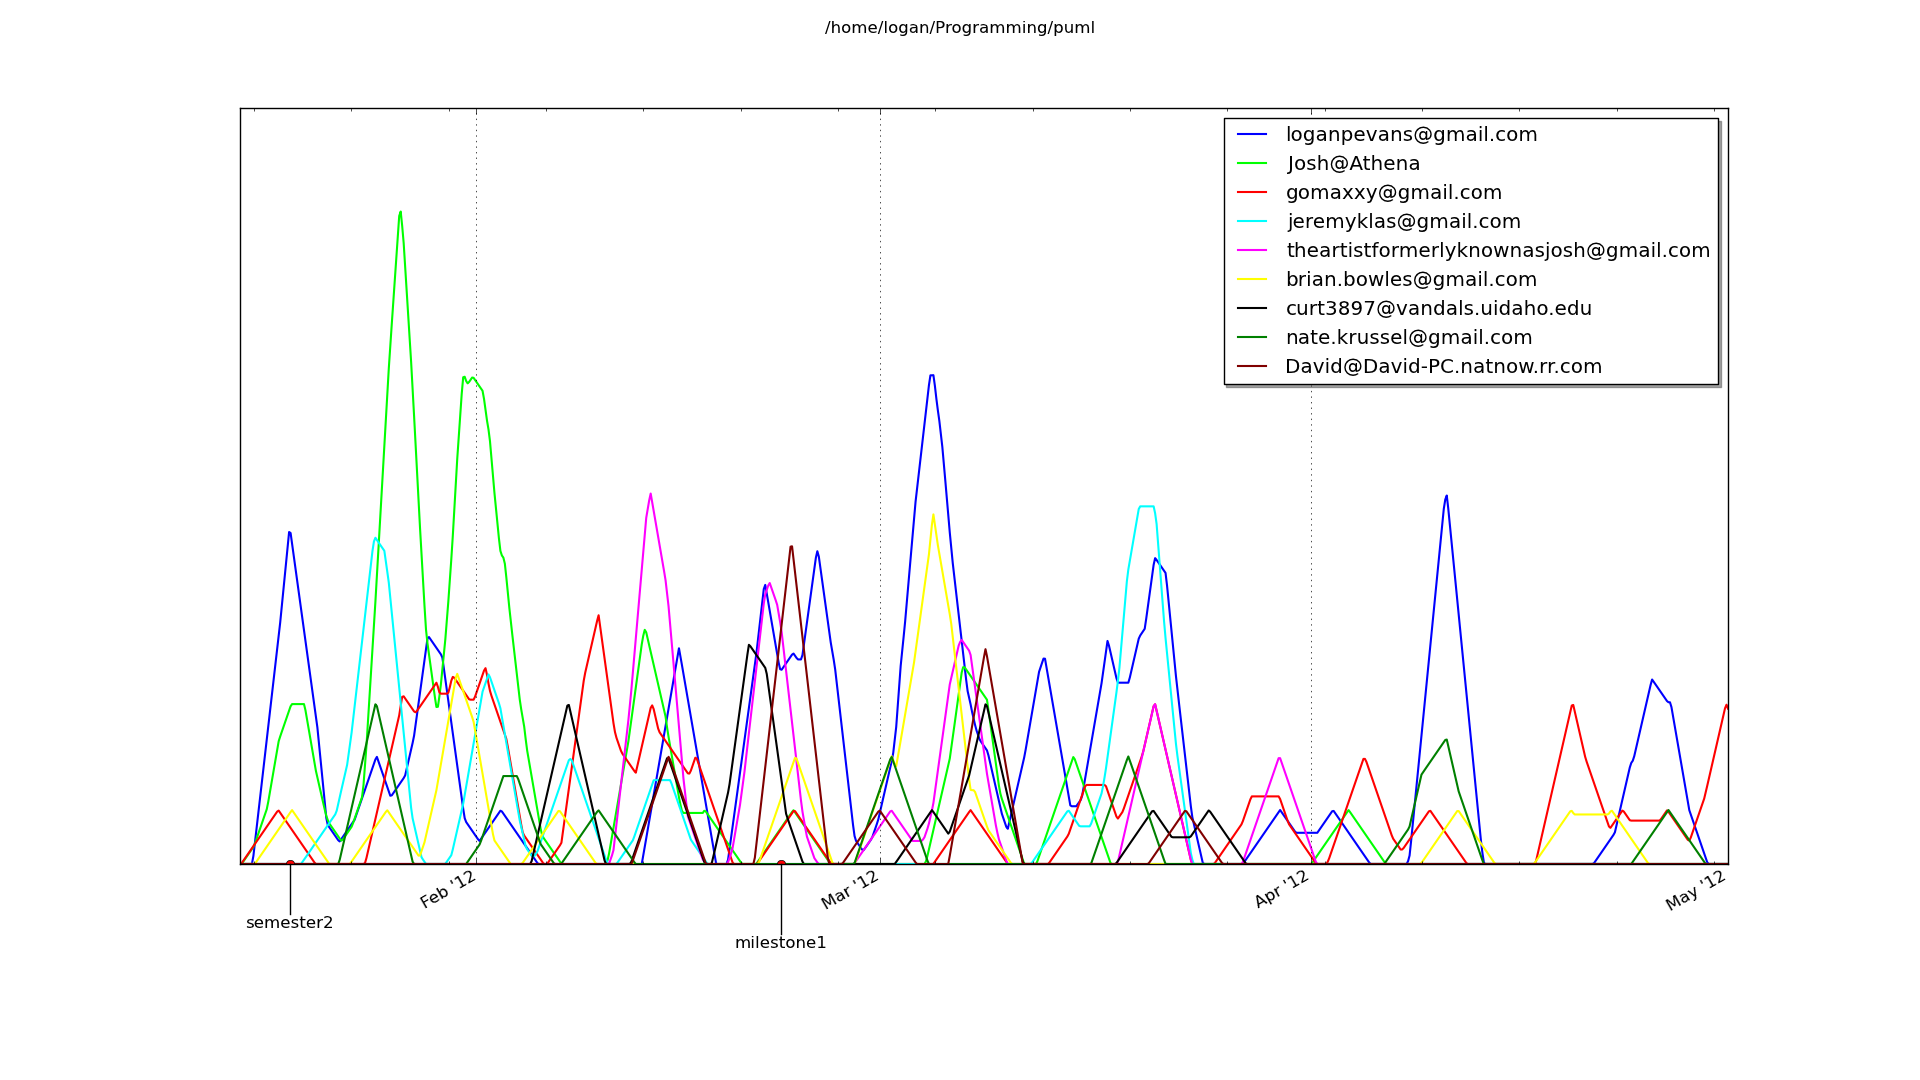 /home/logan/Programming/puml
loganpevans@gmail.com
Josh@Athena
gomaxxy@gmail.com
jeremyklas@gmail.com
theartistformerlyknownasjosh@gmail.com
brian.bowles@gmail.com
curt3897@vandals.uidaho.edu
nate.krussel@gmail.com
David@David-PC.natnow.rr.com
Feb '12
Mar '12
Apr '12
May '12
semester2
milestone1